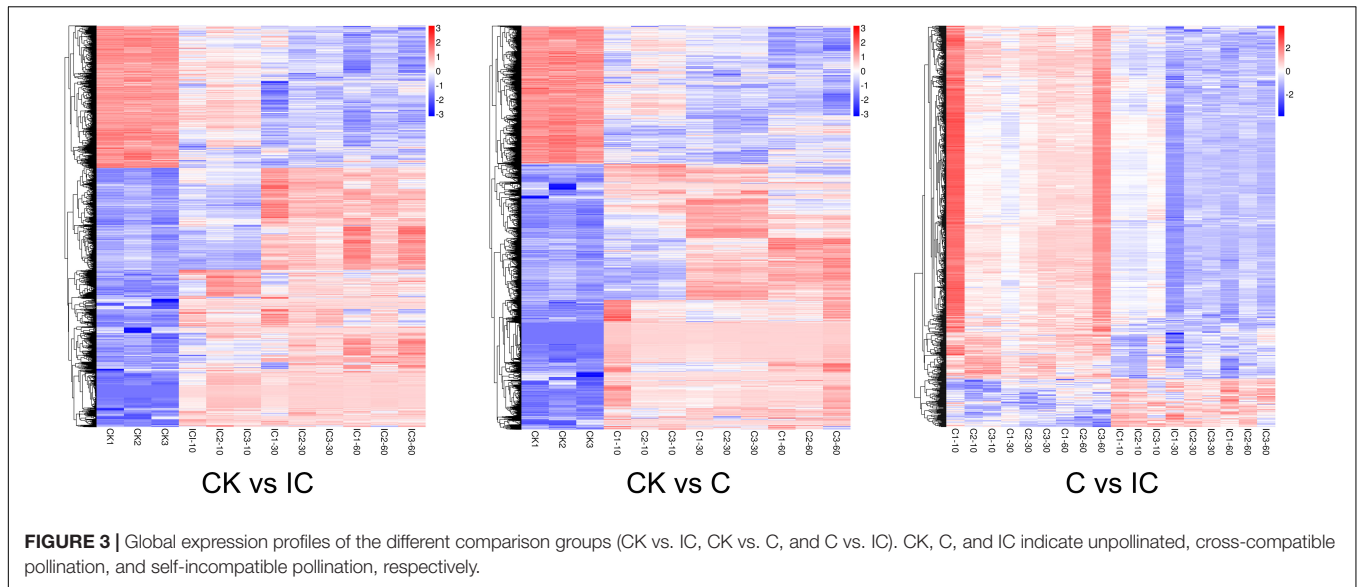 3
2
1
0
-1
-2
-3
CK1
CK2
CK3
ICI-10
IC2-10
IC3-10
IC1-30
IC2-30
IC3-30
IC1-60
IC2-60
IC3-60
CK vs IC
3
2
1
0
-1
-2
-3
CK1
CK2
CK3
C1-10
C2-10
C3-10
C1-30
C2-30
C3-30
C1-60
C2-60
C3-60
CK vs C
2
0
-2
C1-10
C2-10
C3-10
C1-30
C2-30
C3-30
C1-60
C2-60
C3-60
IC1-10
IC2-10
IC3-10
IC1-30
IC2-30
IC3-30
IC1-60
IC2-60
IC3-60
C vs IC
FIGURE 3 | Global expression profiles of the different comparison groups (CK vs. IC, CK vs. C, and C vs. IC). CK, C, and IC indicate unpollinated, cross-compatible
pollination, and self-incompatible pollination, respectively.